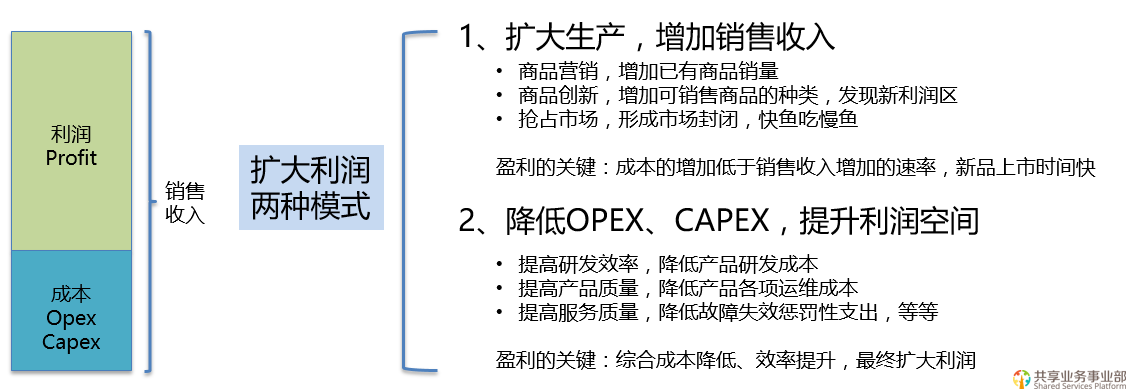 利润
Profit
成本
Opex
Capex
销售
收入
扩大利润
两种模式
1、扩大生产，增加销售收入
• 商品营销，增加已有商品销量
• 商品创新，增加可销售商品的种类，发现新利润区
• 抢占市场，形成市场封闭，快鱼吃慢鱼
盈利的关键：成本的增加低于销售收入增加的速率，新品上市时间快
2、降低OPEX、CAPEX，提升利润空间
• 提高研发效率，降低产品研发成本
• 提高产品质量，降低产品各项运维成本
• 提高服务质量，降低故障失效惩罚性支出，等等
盈利的关键：综合成本降低、效率提升，最终扩大利润
共享业务事业部
Shared Services Platform